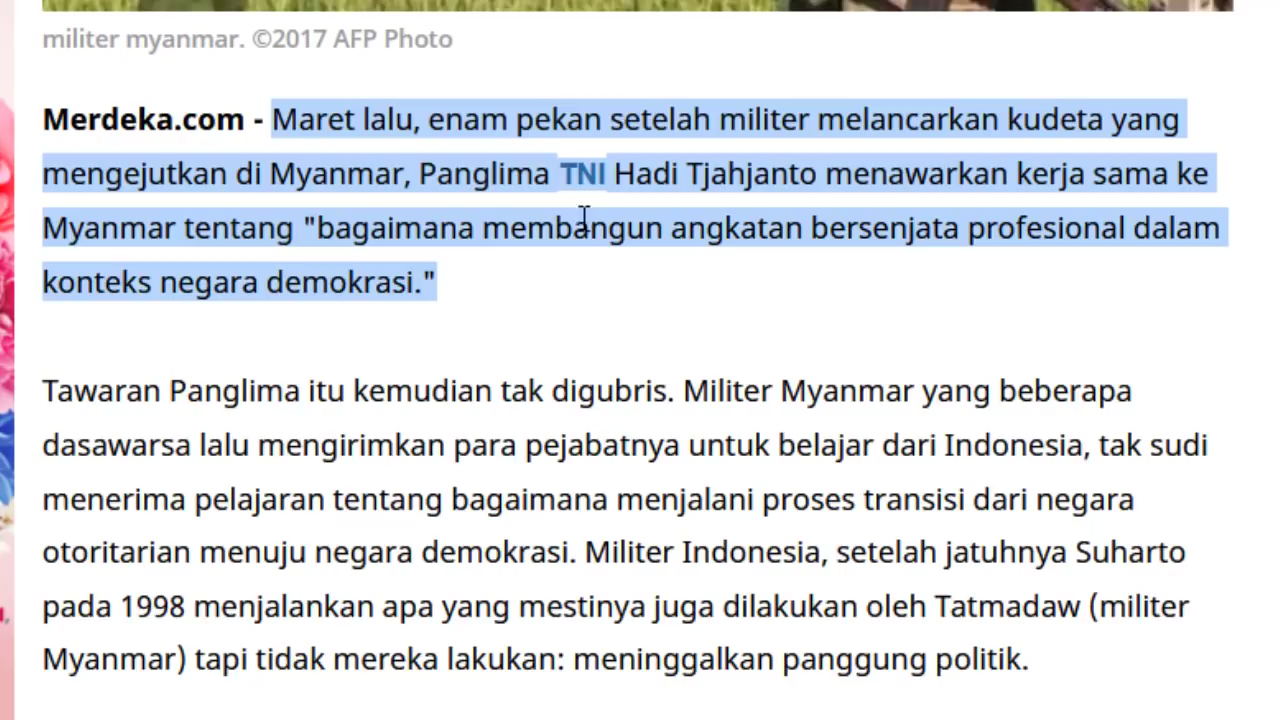 militer myanmar. ©2017 AFP Photo
Merdeka.com - Maret lalu, enam pekan setelah militer melancarkan kudeta yang
mengejutkan di Myanmar, Panglima TNI Hadi Tjahjanto menawarkan kerja sama ke
Myanmar tentang "bagaimana membangun angkatan bersenjata profesional dalam
konteks negara demokrasi."
Tawaran Panglima itu kemudian tak digubris. Militer Myanmar yang beberapa
dasawarsa lalu mengirimkan para pejabatnya untuk belajar dari Indonesia, tak sudi
menerima pelajaran tentang bagaimana menjalani proses transisi dari negara
otoritarian menuju negara demokrasi. Militer Indonesia, setelah jatuhnya Suharto
pada 1998 menjalankan apa yang mestinya juga dilakukan oleh Tatmadaw (militer
Myanmar) tapi tidak mereka lakukan: meninggalkan panggung politik.